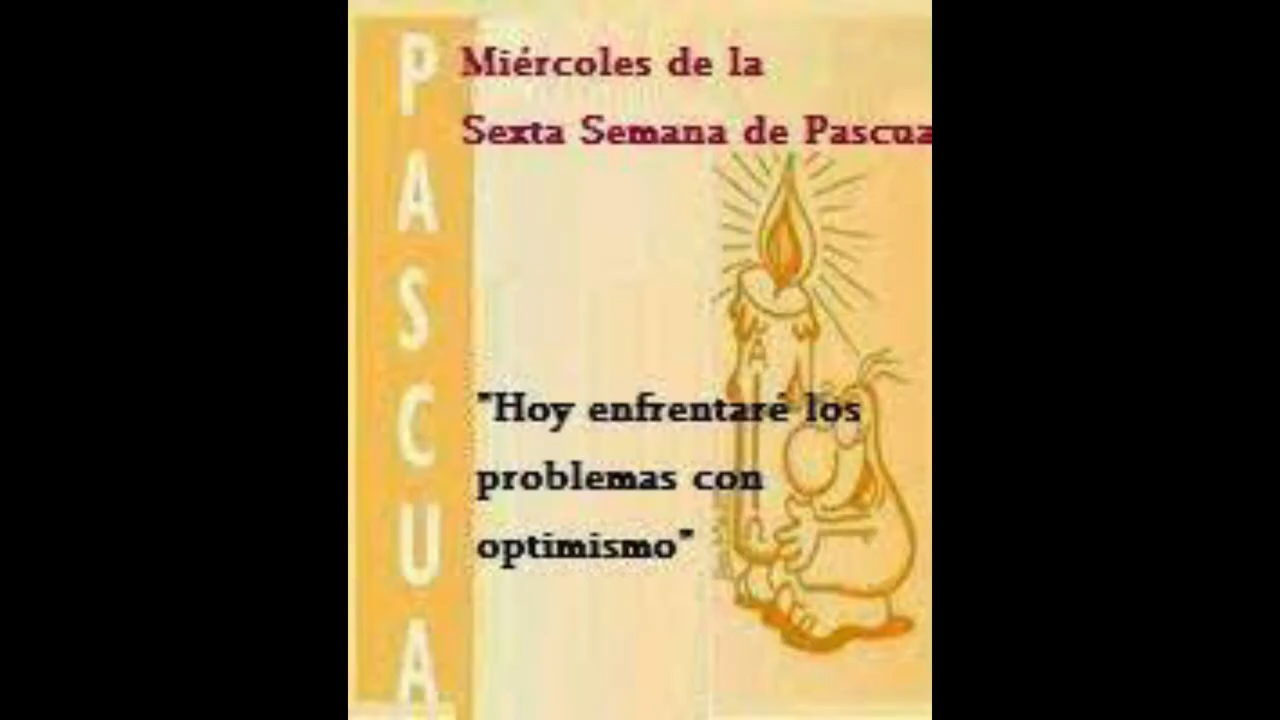 PASCUA
Miércoles de la
Sexta Semana de Pascua
"Hoy enfrentaré los
problemas con
optimismo"